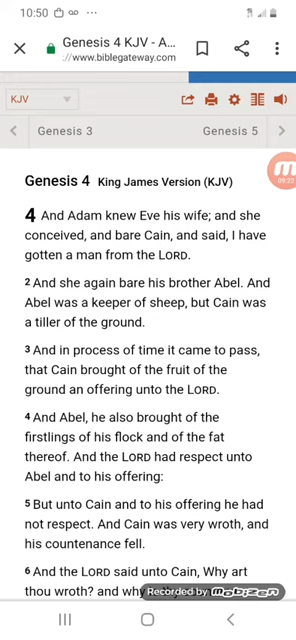 10:50
Genesis 4 KJV - A...
://www.biblegateway.com
KJV
Genesis 3
Genesis 5
09:22
Genesis 4 King James Version (KJV)
4 And Adam knew Eve his wife; and she
conceived, and bare Cain, and said, I have
gotten a man from the LORD.
2 And she again bare his brother Abel. And
Abel was a keeper of sheep, but Cain was
a tiller of the ground.
3 And in process of time it came to pass,
that Cain brought of the fruit of the
ground an offering unto the LORD.
4 And Abel, he also brought of the
firstlings of his flock and of the fat
thereof. And the LORD had respect unto
Abel and to his offering:
5 But unto Cain and to his offering he had
not respect. And Cain was very wroth, and
his countenance fell.
6 And the LORD said unto Cain, Why art
thou wroth? and why
Recorded by mobizen